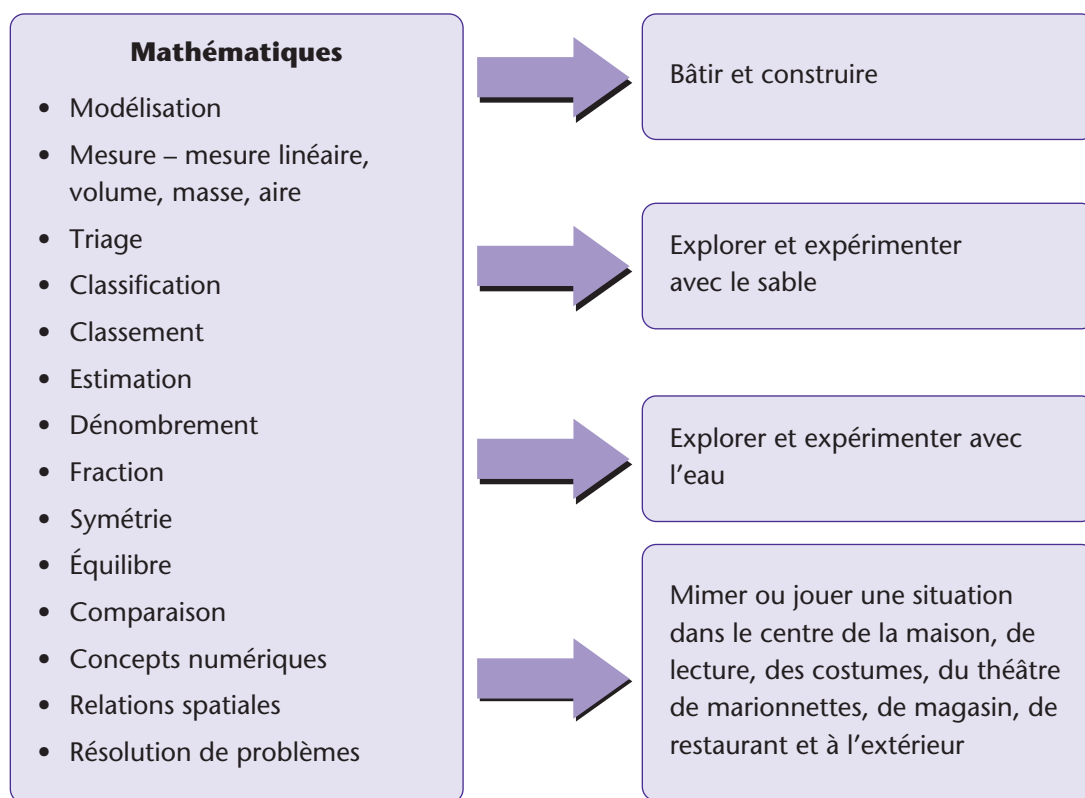 Mathématiques
• Modélisation
• Mesure – mesure linéaire,
volume, masse, aire
• Triage
• Classification
• Classement
• Estimation
• Dénombrement
• Fraction
• Symétrie
• Équilibre
• Comparaison
• Concepts numériques
• Relations spatiales
• Résolution de problèmes
Bâtir et construire
Explorer et expérimenter
avec le sable
Explorer et expérimenter avec
l’eau
Mimer ou jouer une situation
dans le centre de la maison, de
lecture, des costumes, du théâtre
de marionnettes, de magasin, de
restaurant et à l’extérieur